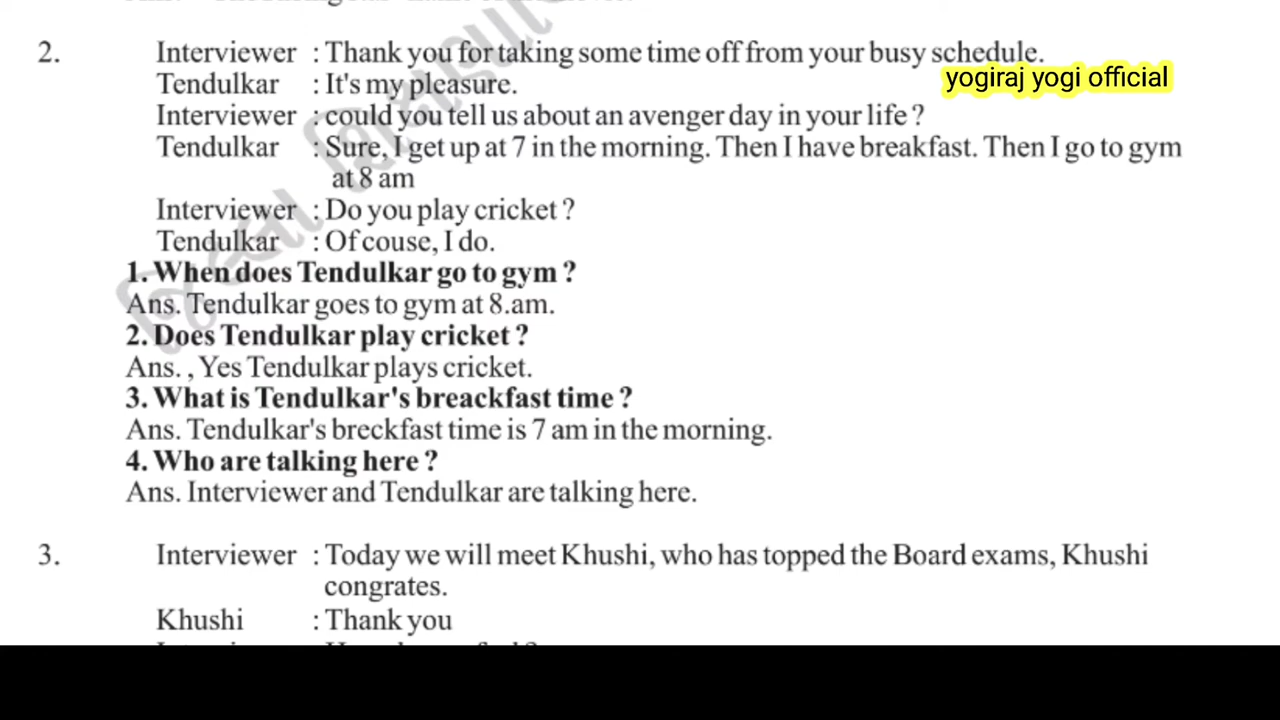 2. Interviewer : Thank you for taking some time off from your busy schedule.
yogiraj yogi official
Tendulkar : It's my pleasure.
Interviewer : could you tell us about an avenger day in your life ?
Tendulkar : Sure, I get up at 7 in the morning. Then I have breakfast. Then I go to gym
at 8 am
Interviewer : Do you play cricket ?
Tendulkar : Of couse, I do.
1. When does Tendulkar go to gym ?
Ans. Tendulkar goes to gym at 8.am.
2. Does Tendulkar play cricket ?
Ans. , Yes Tendulkar plays cricket.
3. What is Tendulkar's breackfast time ?
Ans. Tendulkar's breckfast time is 7 am in the morning.
4. Who are talking here ?
Ans. Interviewer and Tendulkar are talking here.
3. Interviewer : Today we will meet Khushi, who has topped the Board exams, Khushi
congrates.
Khushi : Thank you